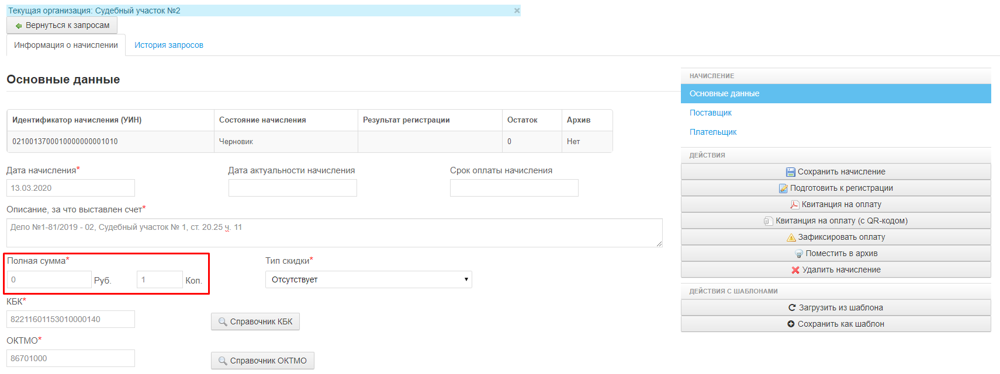 Текущая организация: Судебный участок №2
Вернуться к запросам
Информация о начислении
История запросов
Основные данные
Идентификатор начисления (УИН) Состояние начисления Результат регистрации Остаток Архив
0210013700010000000001010 Черновик 0 Нет
Дата начисления* Дата актуальности начисления Срок оплаты начисления
13.03.2020
Описание, за что выставлен счет*
Дело №1-81/2019 - 02, Судебный участок № 1, ст. 20.25 ч. 11
Полная сумма* Тип скидки*
0 Руб. 1 Коп. Отсутствует
КБК*
82211601153010000140 Справочник КБК
ОКТМО*
86701000 Справочник ОКТМО
НАЧИСЛЕНИЕ
Основные данные
Поставщик
Плательщик
ДЕЙСТВИЯ
Сохранить начисление
Подготовить к регистрации
Квитанция на оплату
Квитанция на оплату (с QR-кодом)
Зафиксировать оплату
Поместить в архив
Удалить начисление
ДЕЙСТВИЯ С ШАБЛОНАМИ
Загрузить из шаблона
Сохранить как шаблон